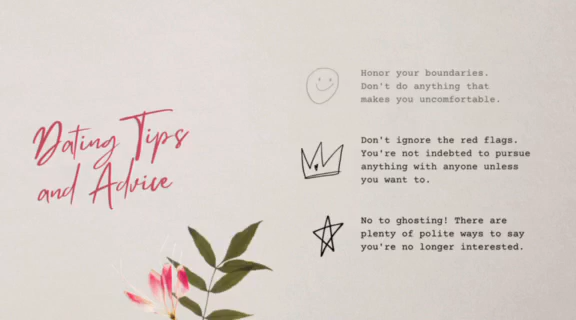 Dating Tips
and Advice
Honor your boundaries.
Don't do anything that
makes you uncomfortable.
Don't ignore the red flags.
You're not indebted to pursue
anything with anyone unless
you want to.
No to ghosting! There are
plenty of polite ways to say
you're no longer interested.